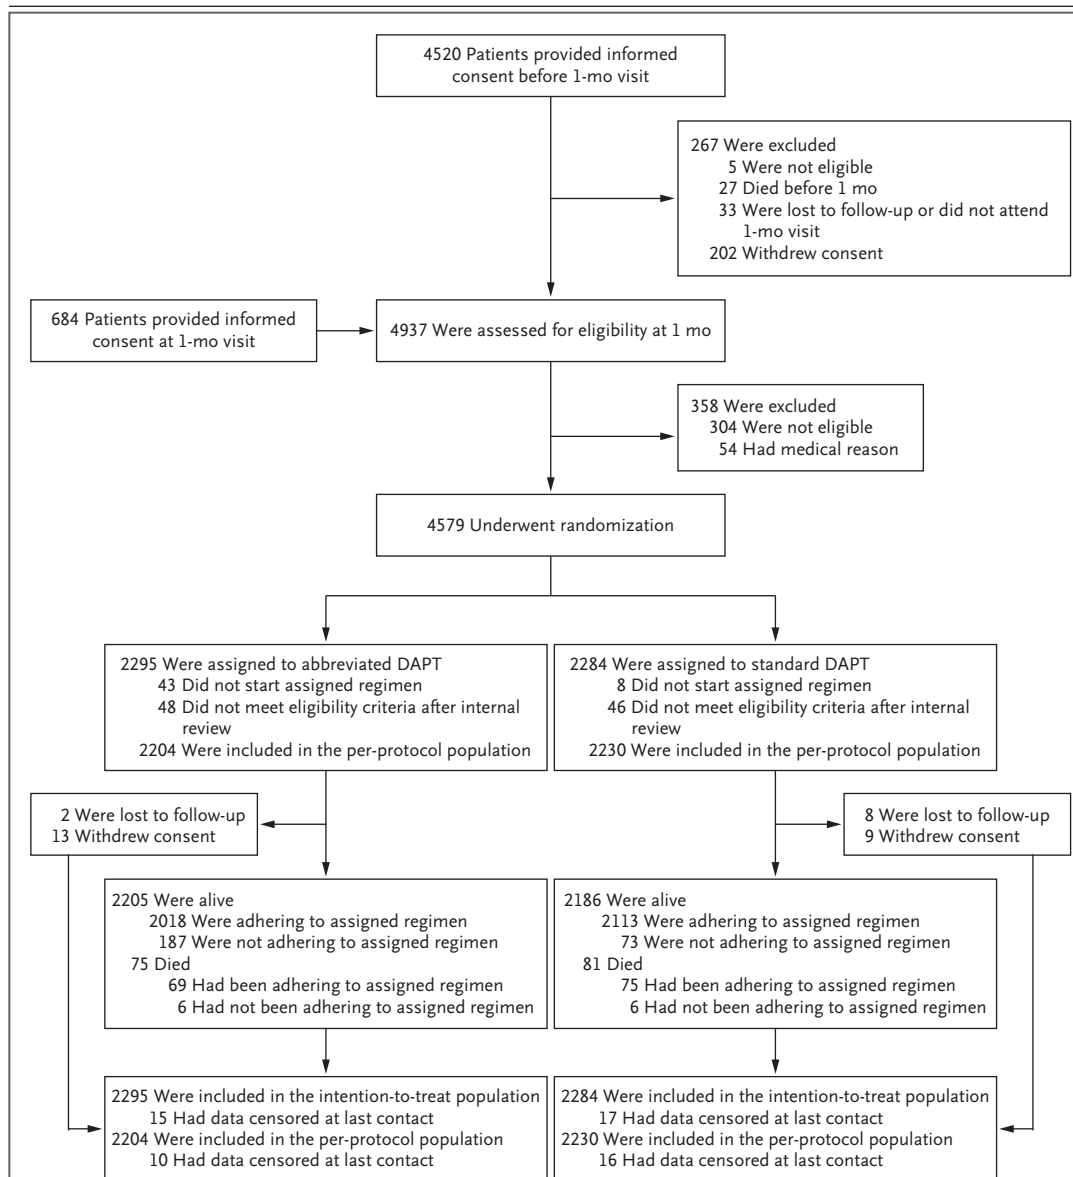 4520 Patients provided informed
consent before 1-mo visit
267 Were excluded
5 Were not eligible
27 Died before 1 mo
33 Were lost to follow-up or did not attend
1-mo visit
202 Withdrew consent
684 Patients provided informed
consent at 1-mo visit
4937 Were assessed for eligibility at 1 mo
358 Were excluded
304 Were not eligible
54 Had medical reason
4579 Underwent randomization
2295 Were assigned to abbreviated DAPT
43 Did not start assigned regimen
48 Did not meet eligibility criteria after internal
review
2204 Were included in the per-protocol population
2284 Were assigned to standard DAPT
8 Did not start assigned regimen
46 Did not meet eligibility criteria after internal
review
2230 Were included in the per-protocol population
2 Were lost to follow-up
13 Withdrew consent
8 Were lost to follow-up
9 Withdrew consent
2205 Were alive
2018 Were adhering to assigned regimen
187 Were not adhering to assigned regimen
75 Died
69 Had been adhering to assigned regimen
6 Had not been adhering to assigned regimen
2186 Were alive
2113 Were adhering to assigned regimen
73 Were not adhering to assigned regimen
81 Died
75 Had been adhering to assigned regimen
6 Had not been adhering to assigned regimen
2295 Were included in the intention-to-treat population
15 Had data censored at last contact
2204 Were included in the per-protocol population
10 Had data censored at last contact
2284 Were included in the intention-to-treat population
17 Had data censored at last contact
2230 Were included in the per-protocol population
16 Had data censored at last contact